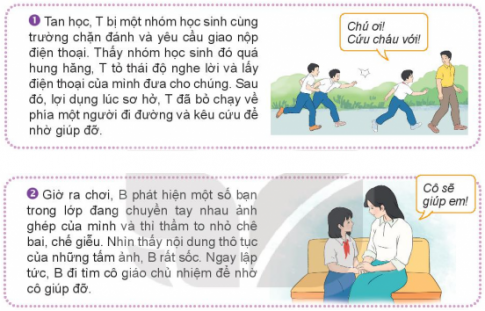 1 Tan học, T bị một nhóm học sinh cùng
trường chặn đánh và yêu cầu giao nộp
điện thoại. Thấy nhóm học sinh đó quá
hung hăng, T tỏ thái độ nghe lời và lấy
điện thoại của mình đưa cho chúng. Sau
đó, lợi dụng lúc sơ hở, T đã bỏ chạy về
phía một người đi đường và kêu cứu để
nhờ giúp đỡ.
Chú ơi!
Cứu cháu với!
2 Giờ ra chơi, B phát hiện một số bạn
trong lớp đang chuyền tay nhau ảnh
ghép của mình và thì thầm to nhỏ chê
bai, chế giễu. Nhìn thấy nội dung thô tục
của những tấm ảnh, B rất sốc. Ngay lập
tức, B đi tìm cô giáo chủ nhiệm để nhờ
cô giúp đỡ.
Cô sẽ
giúp em!